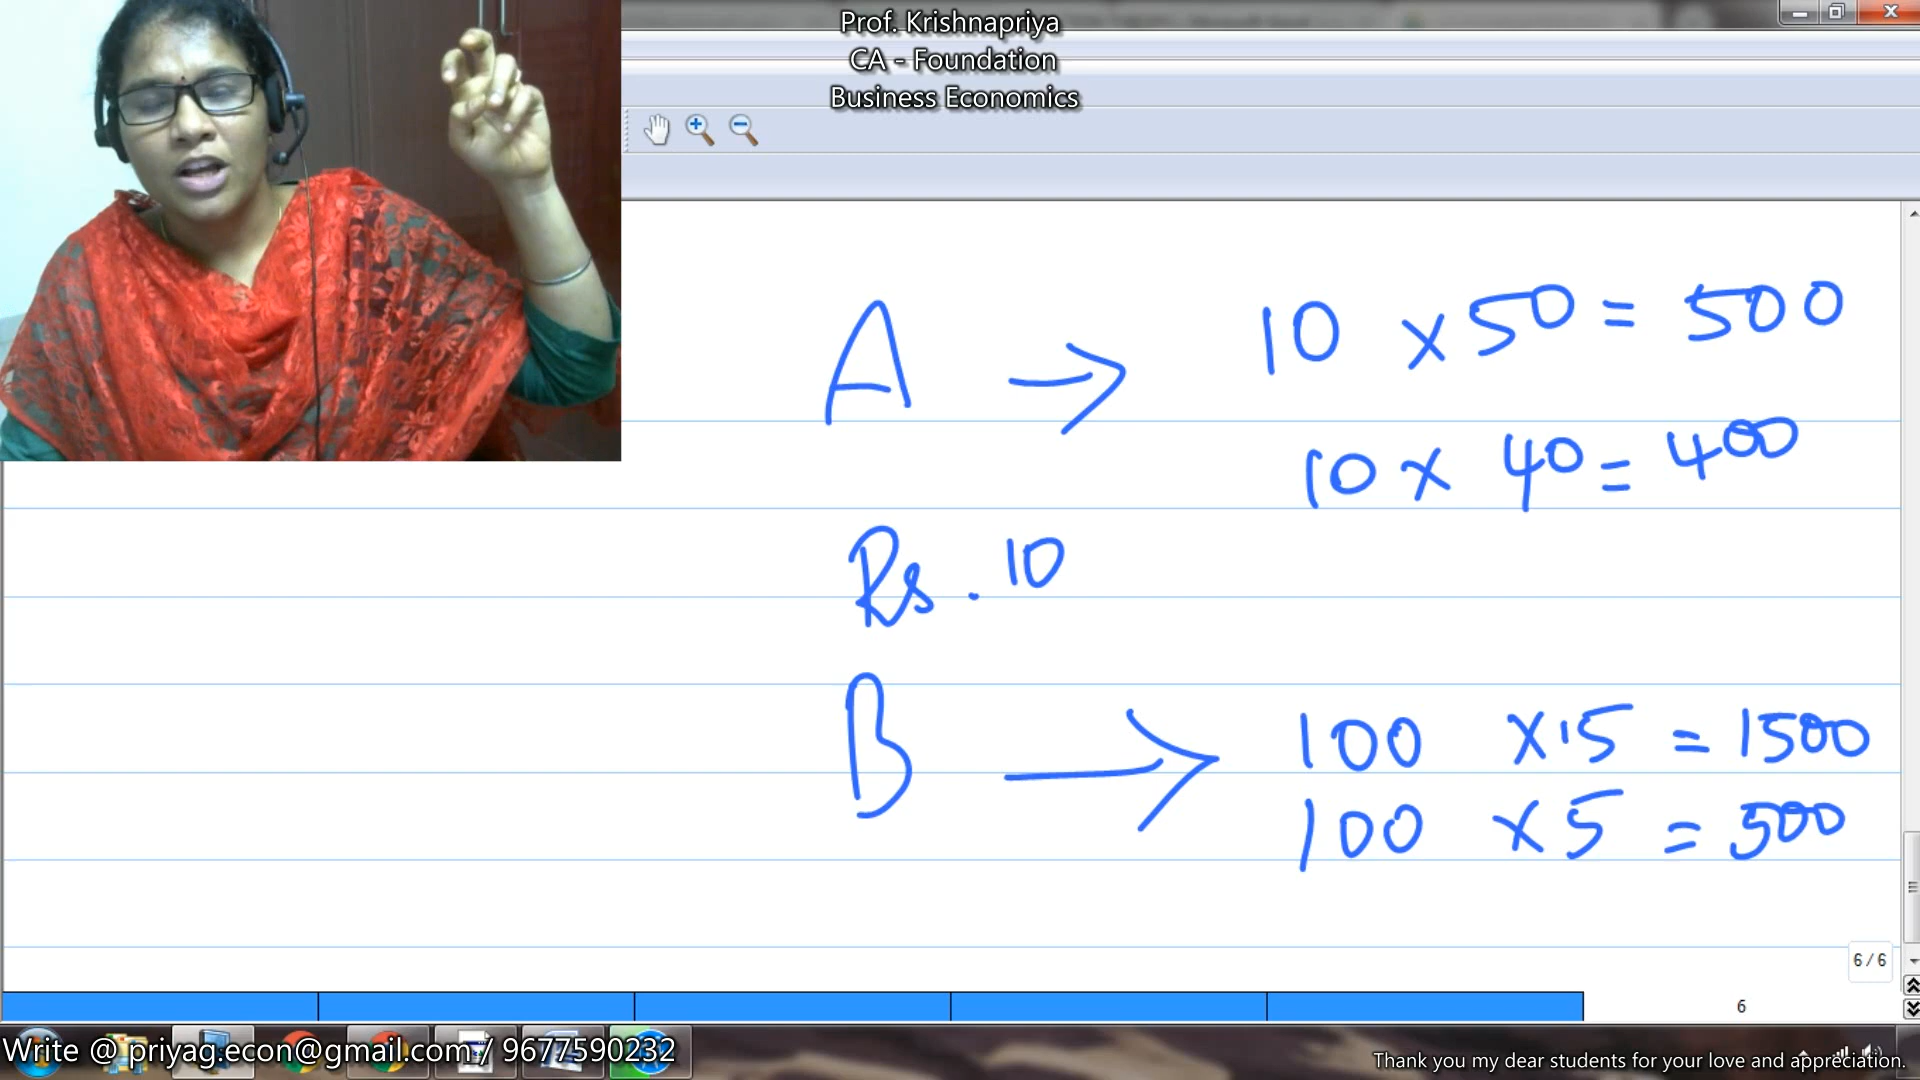 Prof. Krishnapriya
CA - Foundation
Business Economics
A → 10 × 50 = 500
10 × 40 = 400
Rs. 10
B → 100 × 15 = 1500
100 × 5 = 500
6 / 6
6
Write @ priyag.econ@gmail.com / 9677590232
Thank you my dear students for your love and appreciation.